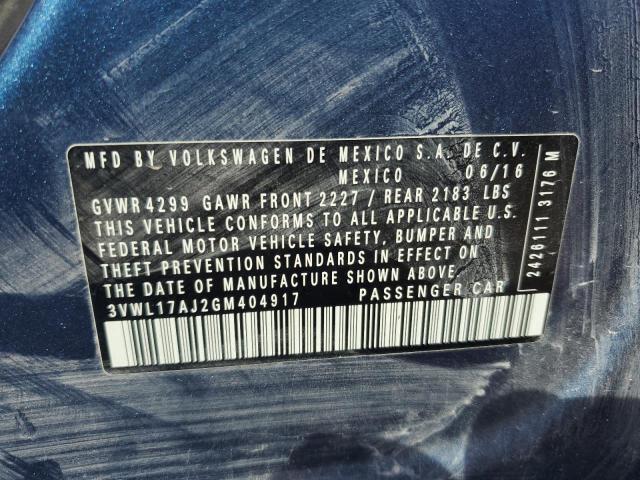 MFD BY VOLKSWAGEN DE MEXICO S.A. DE C.V.
MEXICO 06/16
GVWR 4299 GAWR FRONT 2227 / REAR 2183 LBS
THIS VEHICLE CONFORMS TO ALL APPLICABLE U.S.
FEDERAL MOTOR VEHICLE SAFETY, BUMPER AND
THEFT PREVENTION STANDARDS IN EFFECT ON
THE DATE OF MANUFACTURE SHOWN ABOVE.
3VWL17AJ2GM404917 PASSENGER CAR
2426111 3176 M